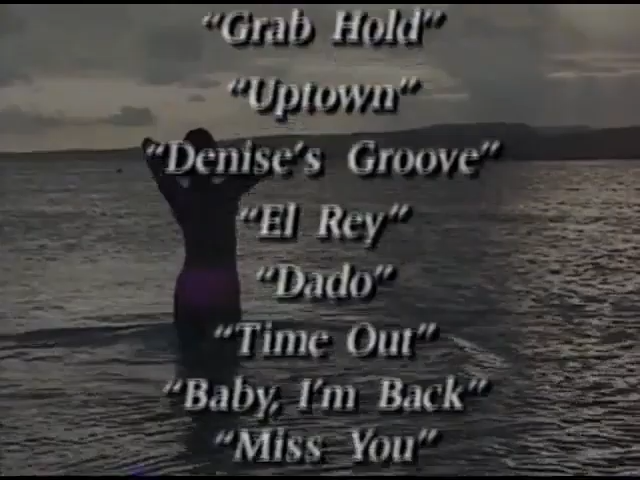 “Grab Hold”
“Uptown”
“Denise’s Groove”
“El Rey”
“Dado”
“Time Out”
“Baby, I’m Back”
“Miss You”